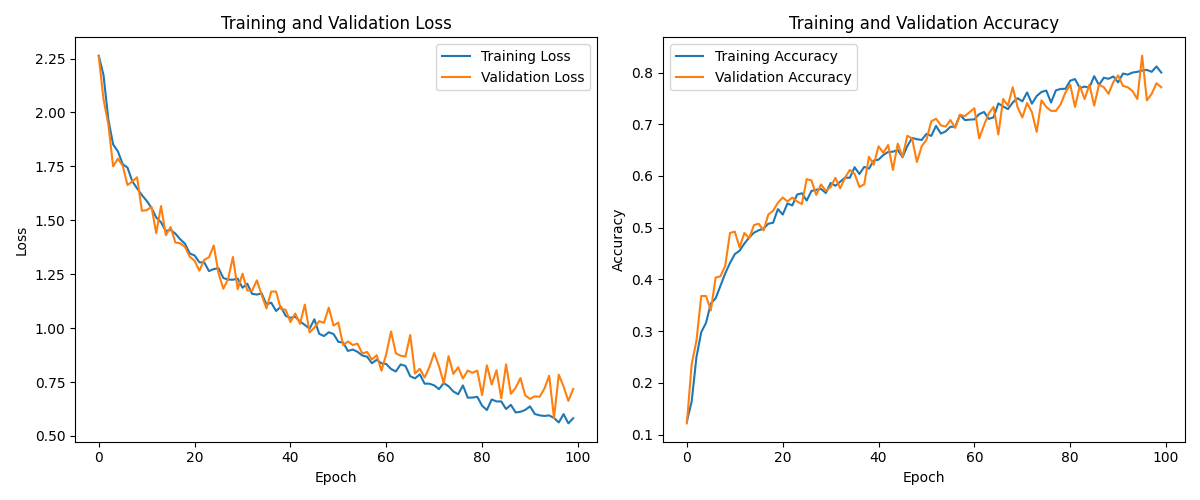 Training and Validation Loss
Training Loss
Validation Loss
2.25
2.00
1.75
1.50
1.25
1.00
0.75
0.50
Loss
0
20
40
60
80
100
Epoch
Training and Validation Accuracy
Training Accuracy
Validation Accuracy
0.8
0.7
0.6
0.5
0.4
0.3
0.2
0.1
Accuracy
0
20
40
60
80
100
Epoch